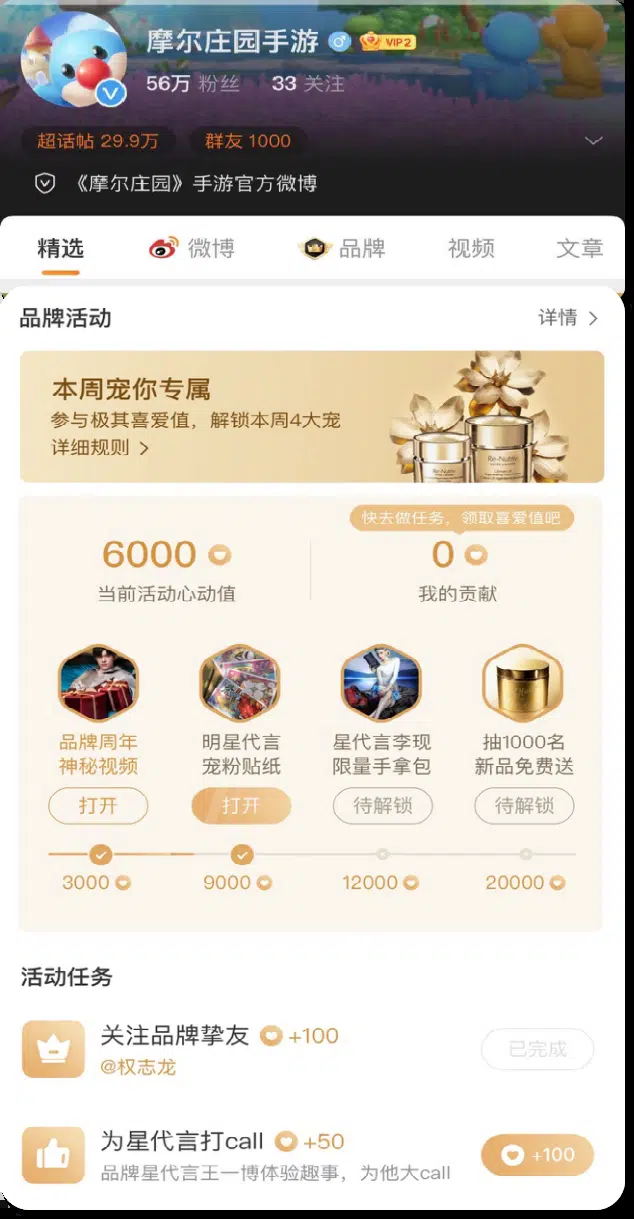 摩尔庄园手游 VIP2
56万 粉丝 33 关注
超话帖 29.9万 群友 1000
《摩尔庄园》手游官方微博
精选 微博 品牌 视频 文章
品牌活动 详情
本周宠你专属
参与极其喜爱值，解锁本周4大宠
详细规则
Re-Nutriv
Re-Nutriv
快去做任务，领取喜爱值吧
6000 0
当前活动心动值 我的贡献
品牌周年 明星代言 星代言李现 抽1000名
神秘视频 宠粉贴纸 限量手拿包 新品免费送
打开 打开 待解锁 待解锁
3000 9000 12000 20000
活动任务
关注品牌挚友 +100
@权志龙
已完成
为星代言打call +50
品牌星代言王一博体验趣事，为他大call
+100